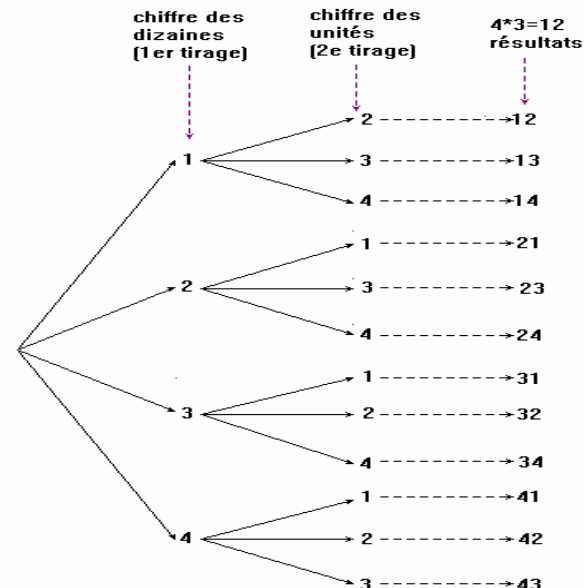 chiffre des
dizaines
(1er tirage)
chiffre des
unités
(2e tirage)
4*3=12
résultats
2 12
1 3 13
4 14
1 21
2 3 23
4 24
1 31
3 2 32
4 34
1 41
4 2 42
3 43